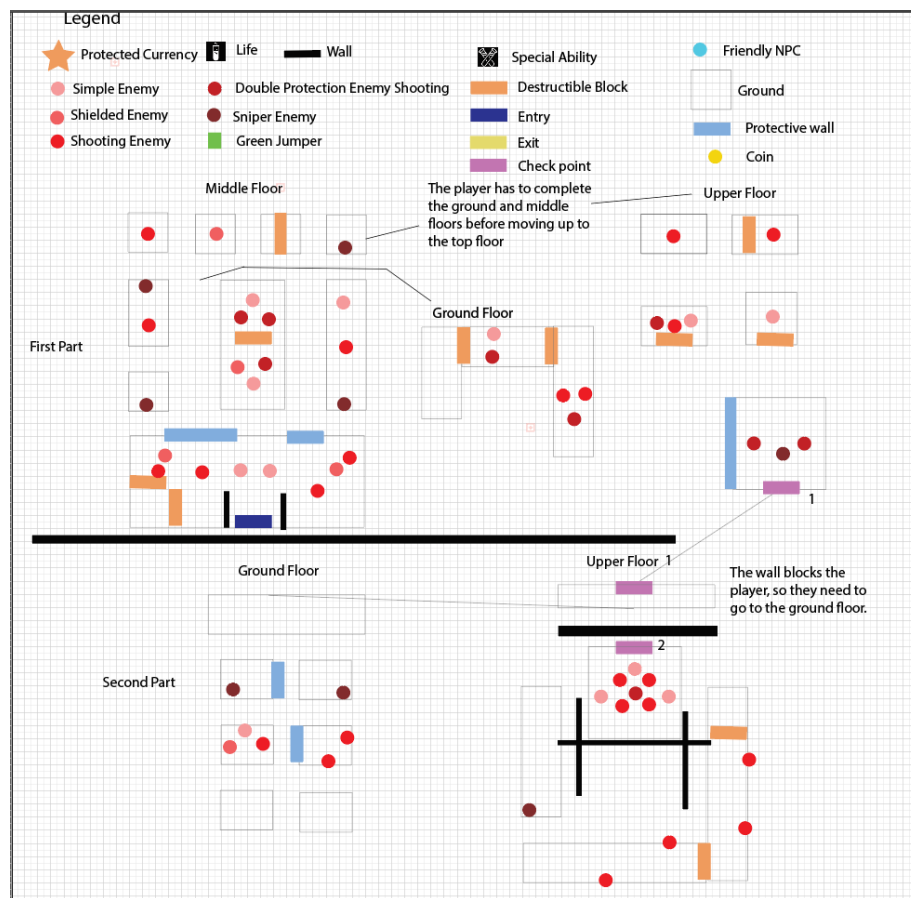 Legend
Protected Currency
Life
Wall
Special Ability
Friendly NPC
Simple Enemy
Double Protection Enemy Shooting
Destructible Block
Ground
Shielded Enemy
Sniper Enemy
Entry
Protective wall
Shooting Enemy
Green Jumper
Exit
Coin
Check point
Middle Floor
The player has to complete
the ground and middle
floors before moving up to
the top floor
Upper Floor
Ground Floor
First Part
1
Ground Floor
Upper Floor 1
The wall blocks the
player, so they need to
go to the ground floor.
2
Second Part